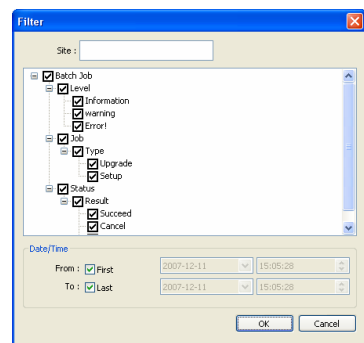 Filter
Site :
Batch Job
Level
Information
warning
Error!
Job
Type
Upgrade
Setup
Status
Result
Succeed
Cancel
Date/Time
From : First 2007-12-11 15:05:28
To : Last 2007-12-11 15:05:28
OK Cancel